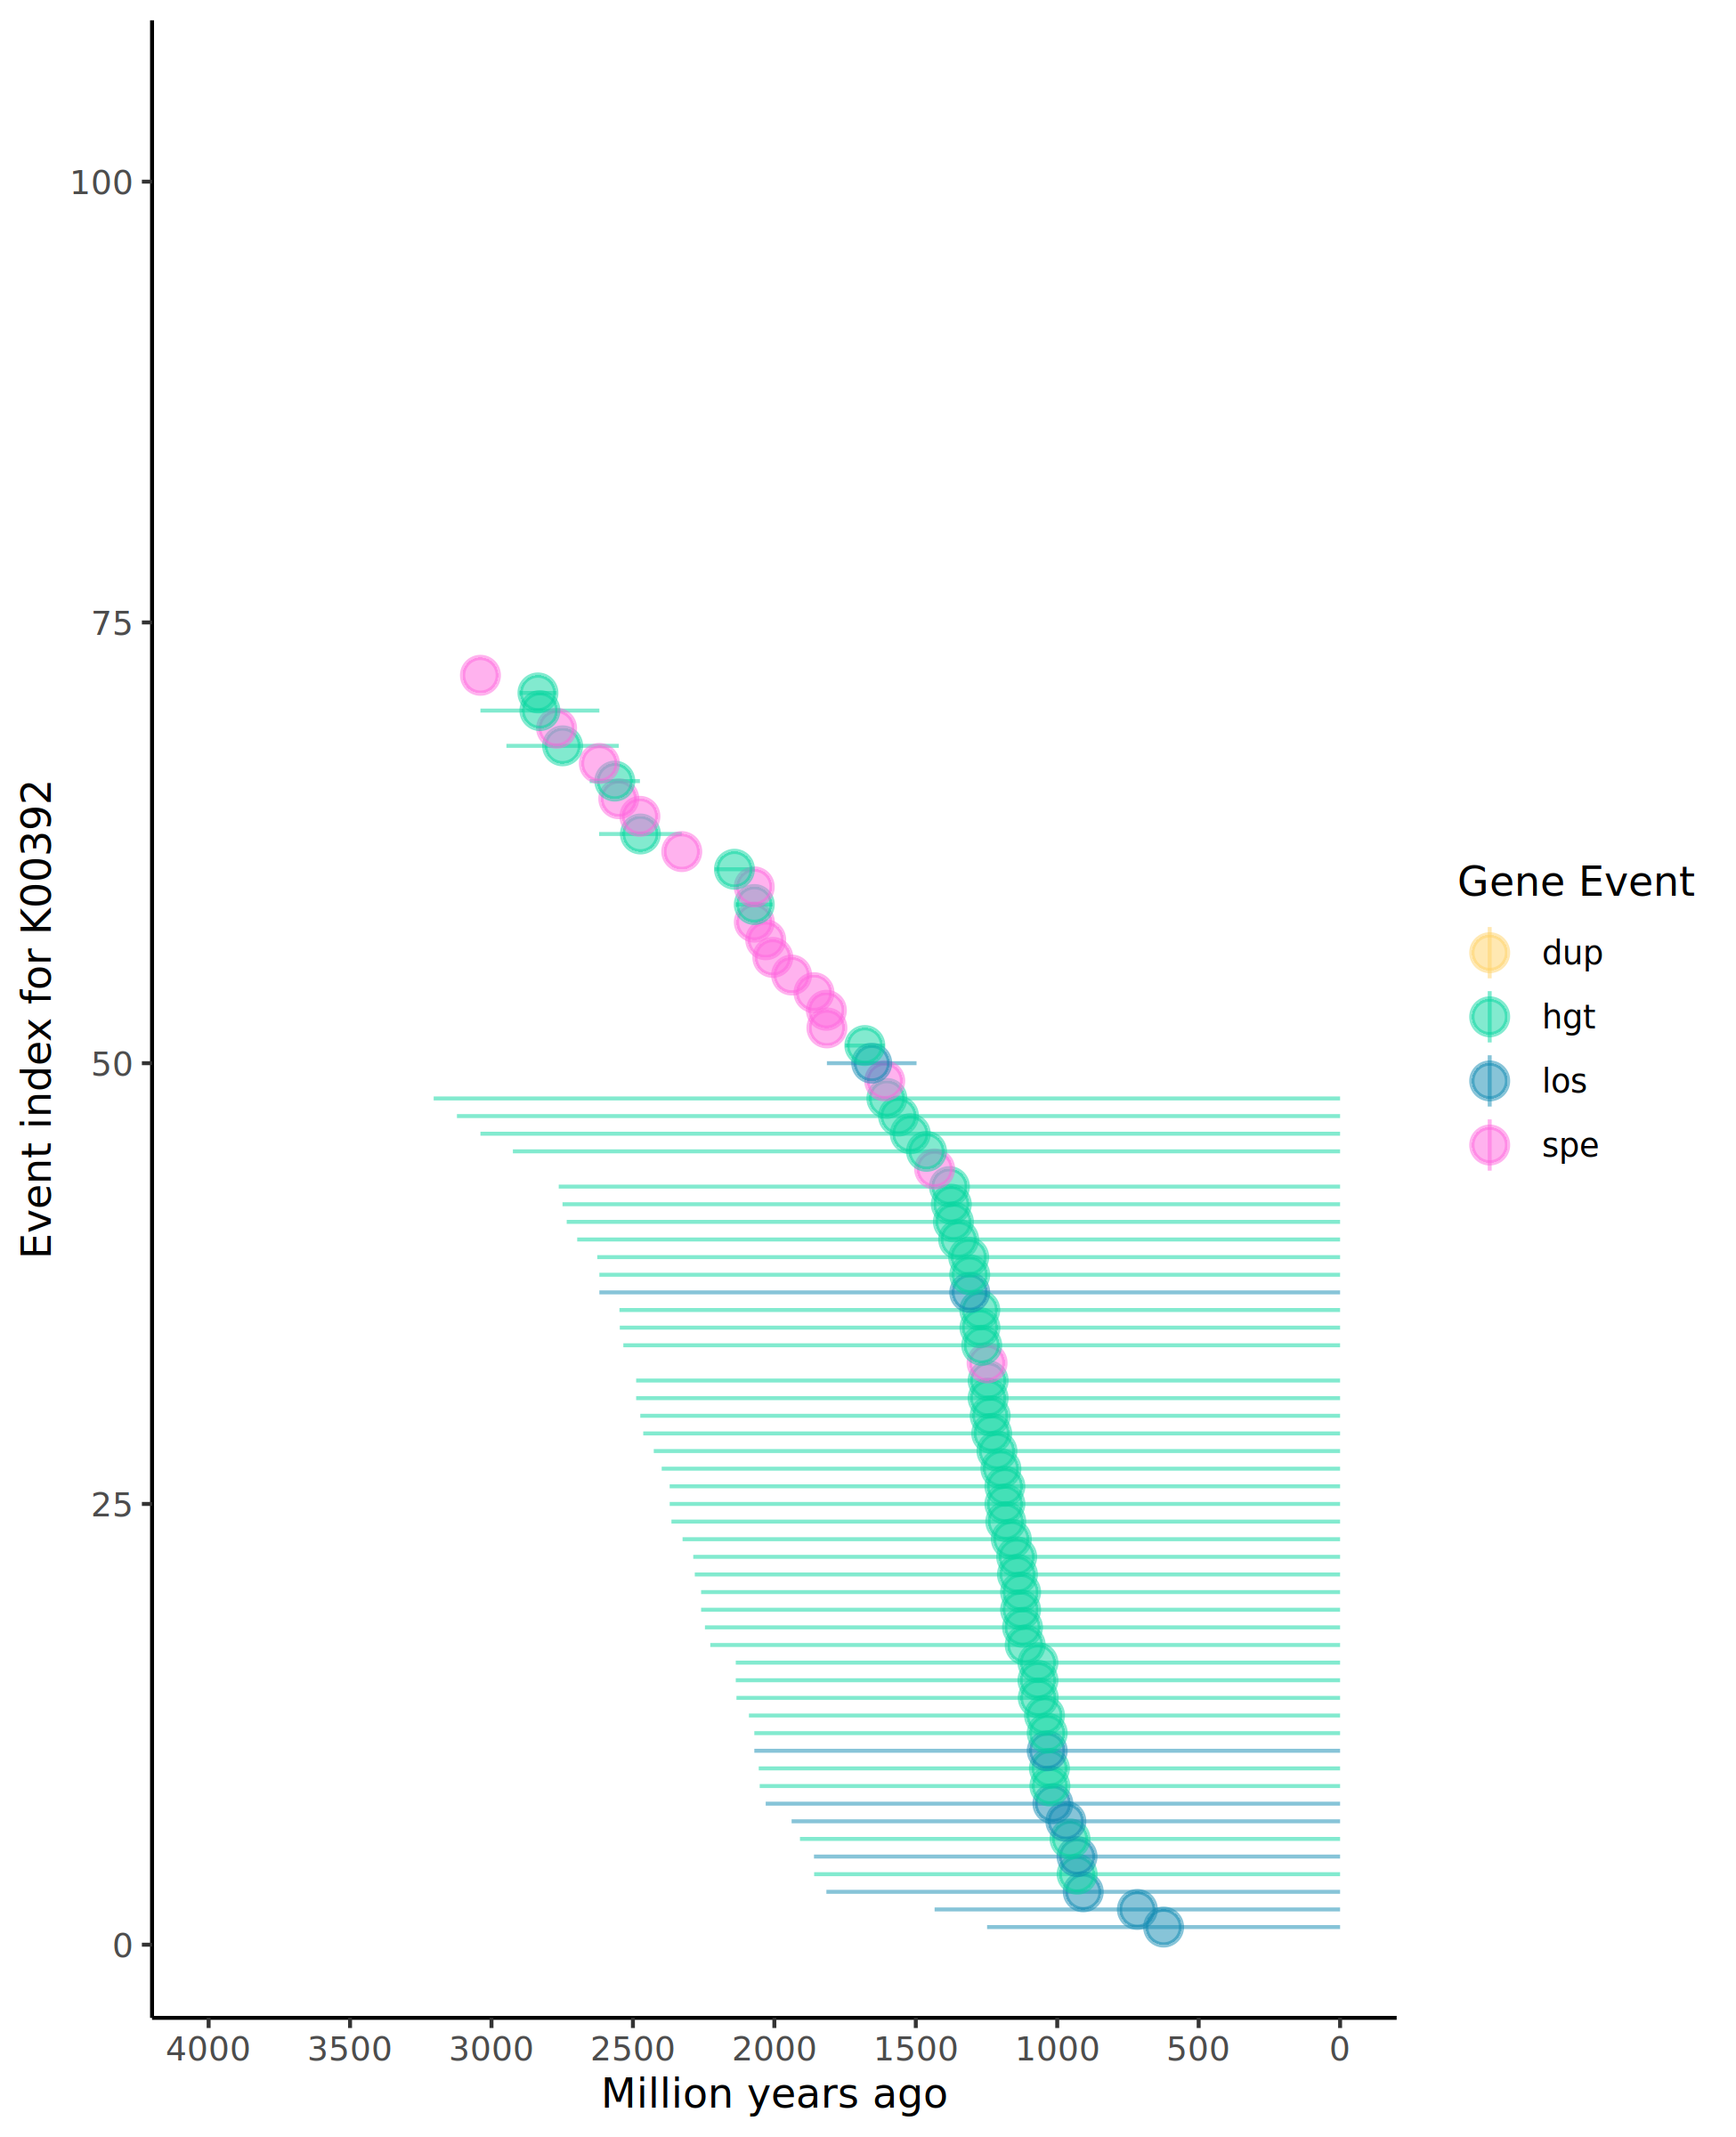 Event index for K00392
100
75
50
25
0
4000 3500 3000 2500 2000 1500 1000 500 0
Million years ago
Gene Event
dup
hgt
los
spe